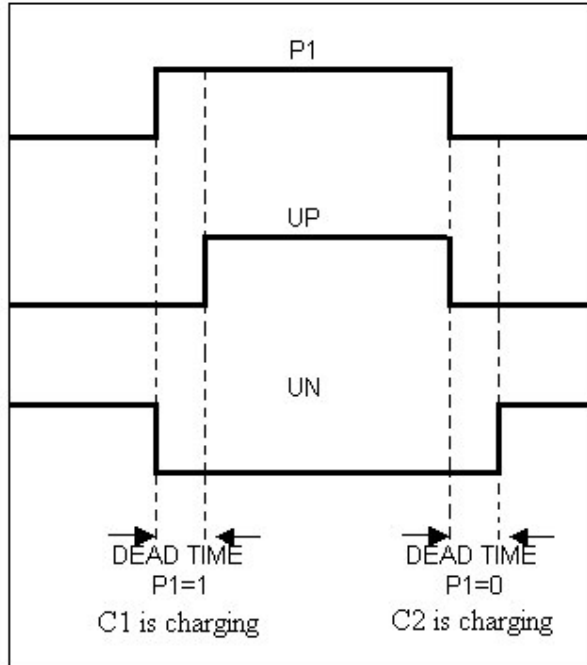 P1
UP
UN
DEAD TIME
P1=1
C1 is charging
DEAD TIME
P1=0
C2 is charging